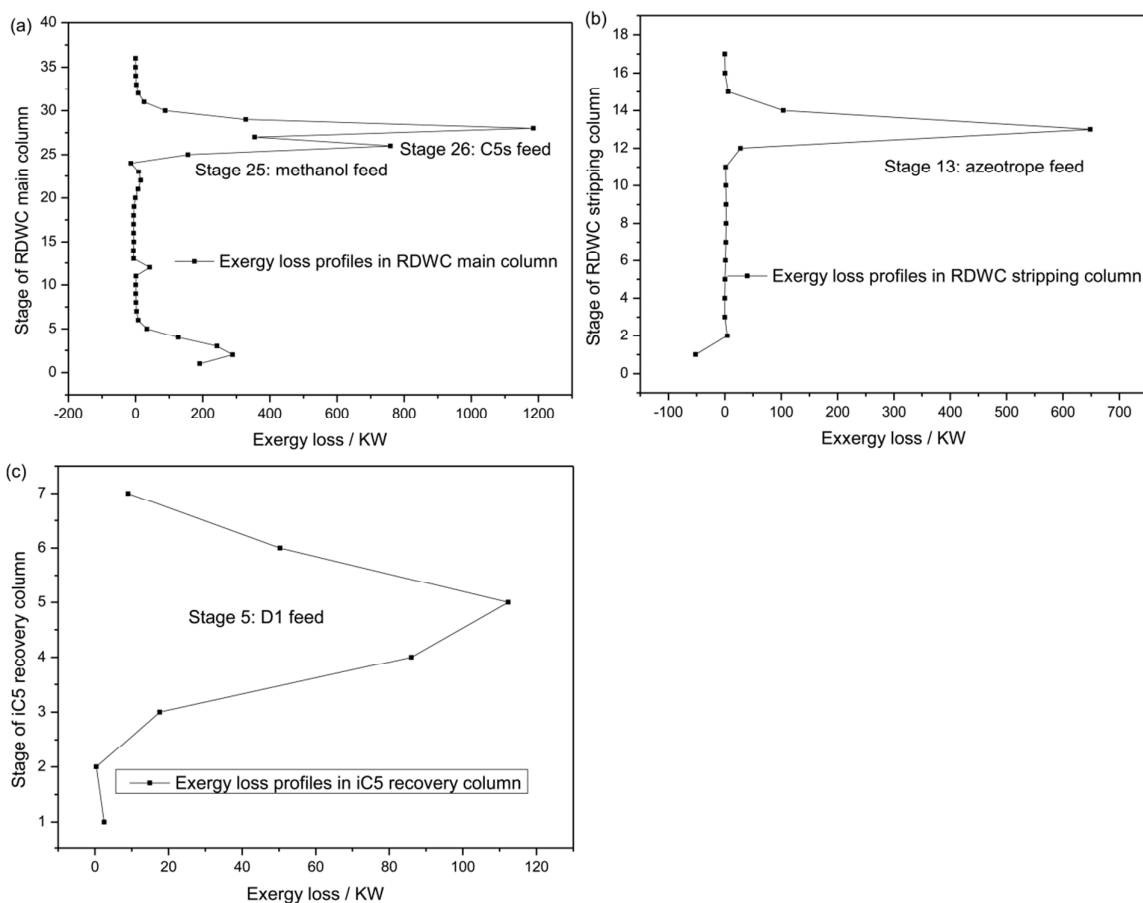 (a)
Stage of RDWC main column
40
35
30
25
20
15
10
5
0
Stage 26: C5s feed
Stage 25: methanol feed
Exergy loss profiles in RDWC main column
-200 0 200 400 600 800 1000 1200
Exergy loss / KW
(b)
Stage of RDWC stripping column
18
16
14
12
10
8
6
4
2
0
Stage 13: azeotrope feed
Exergy loss profiles in RDWC stripping column
-100 0 100 200 300 400 500 600 700
Exxergy loss / KW
(c)
Stage of iC5 recovery column
7
6
5
4
3
2
1
Stage 5: D1 feed
Exergy loss profiles in iC5 recovery column
0 20 40 60 80 100 120
Exergy loss / KW